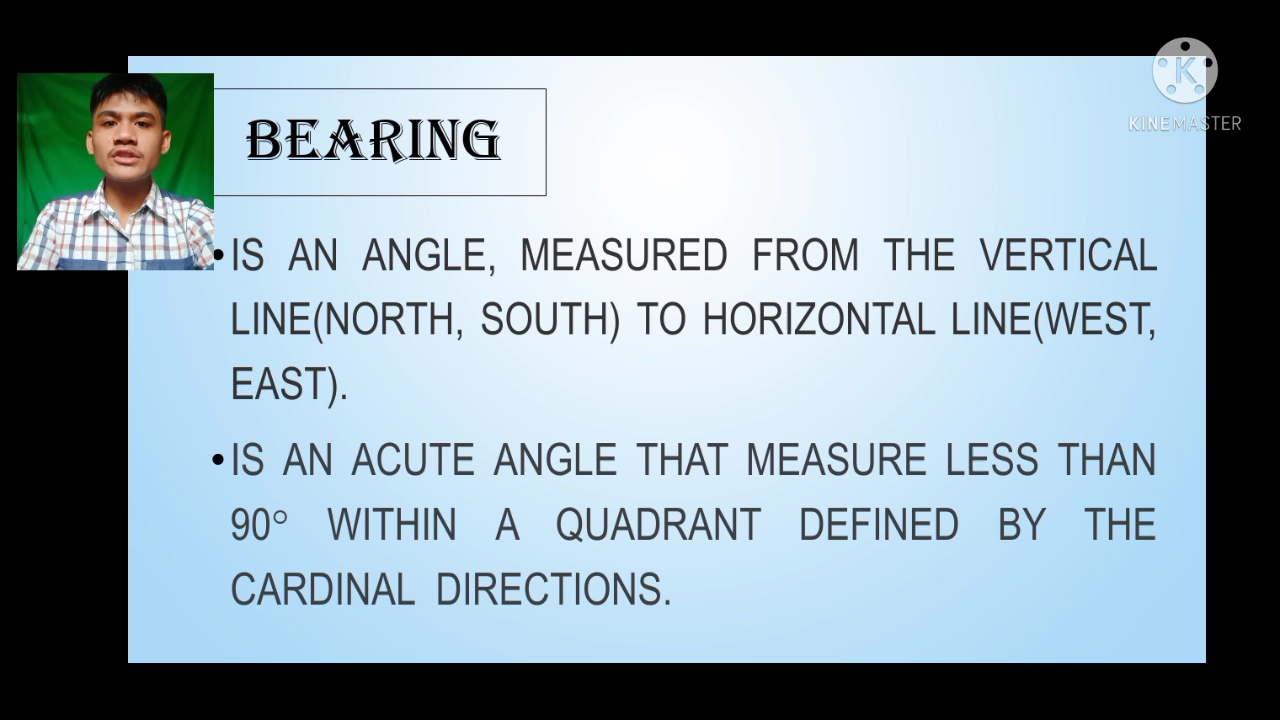 BEARING
KINEMASTER
• IS AN ANGLE, MEASURED FROM THE VERTICAL
LINE(NORTH, SOUTH) TO HORIZONTAL LINE(WEST,
EAST).
• IS AN ACUTE ANGLE THAT MEASURE LESS THAN
90° WITHIN A QUADRANT DEFINED BY THE
CARDINAL DIRECTIONS.